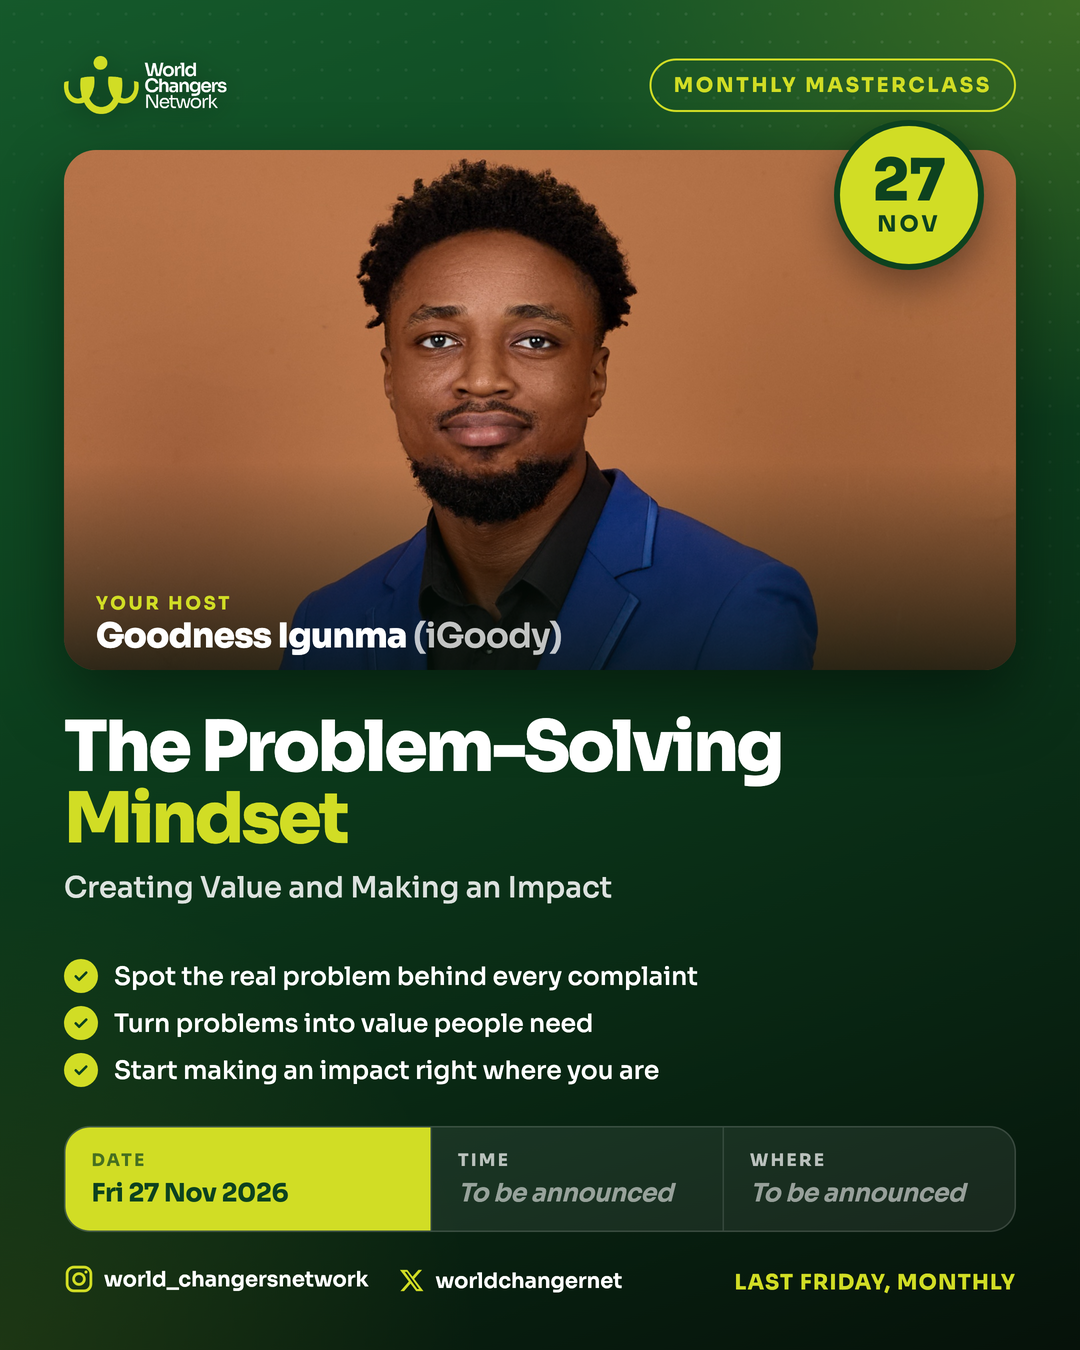 World
Changers
Network
MONTHLY MASTERCLASS
27
NOV
YOUR HOST
Goodness Igunma (iGoody)
The Problem-Solving
Mindset
Creating Value and Making an Impact
Spot the real problem behind every complaint
Turn problems into value people need
Start making an impact right where you are
DATE
Fri 27 Nov 2026
TIME
To be announced
WHERE
To be announced
world_changersnetwork
worldchangernet
LAST FRIDAY, MONTHLY